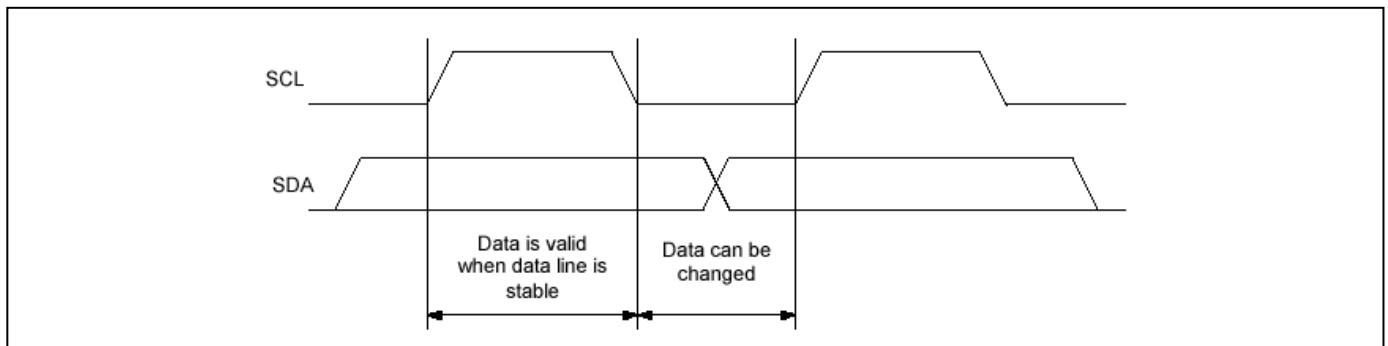 SCL
SDA
Data is valid
when data line is
stable
Data can be
changed